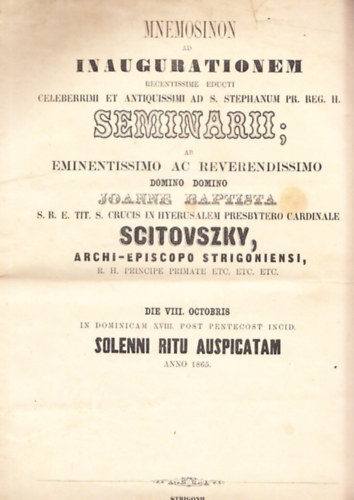 MNEMOSINON
AD
INAUGURATIONEM
RECENTISSIME EDUCTI
CELEBERRIMI ET ANTIQUISSIMI AD S. STEPHANUM PR. REG. H.
SEMINARII;
AB
EMINENTISSIMO AC REVERENDISSIMO
DOMINO DOMINO
JOANNE BAPTISTA
S. R. E. TIT. S. CRUCIS IN HYERUSALEM PRESBYTERO CARDINALE
SCITOVSZKY,
ARCHI-EPISCOPO STRIGONIENSI,
R. H. PRINCIPE PRIMATE ETC. ETC. ETC.
DIE VIII. OCTOBRIS
IN DOMINICAM XVIII. POST PENTECOST INCID.
SOLENNI RITU AUSPICATAM
ANNO 1865.
STRIGONII